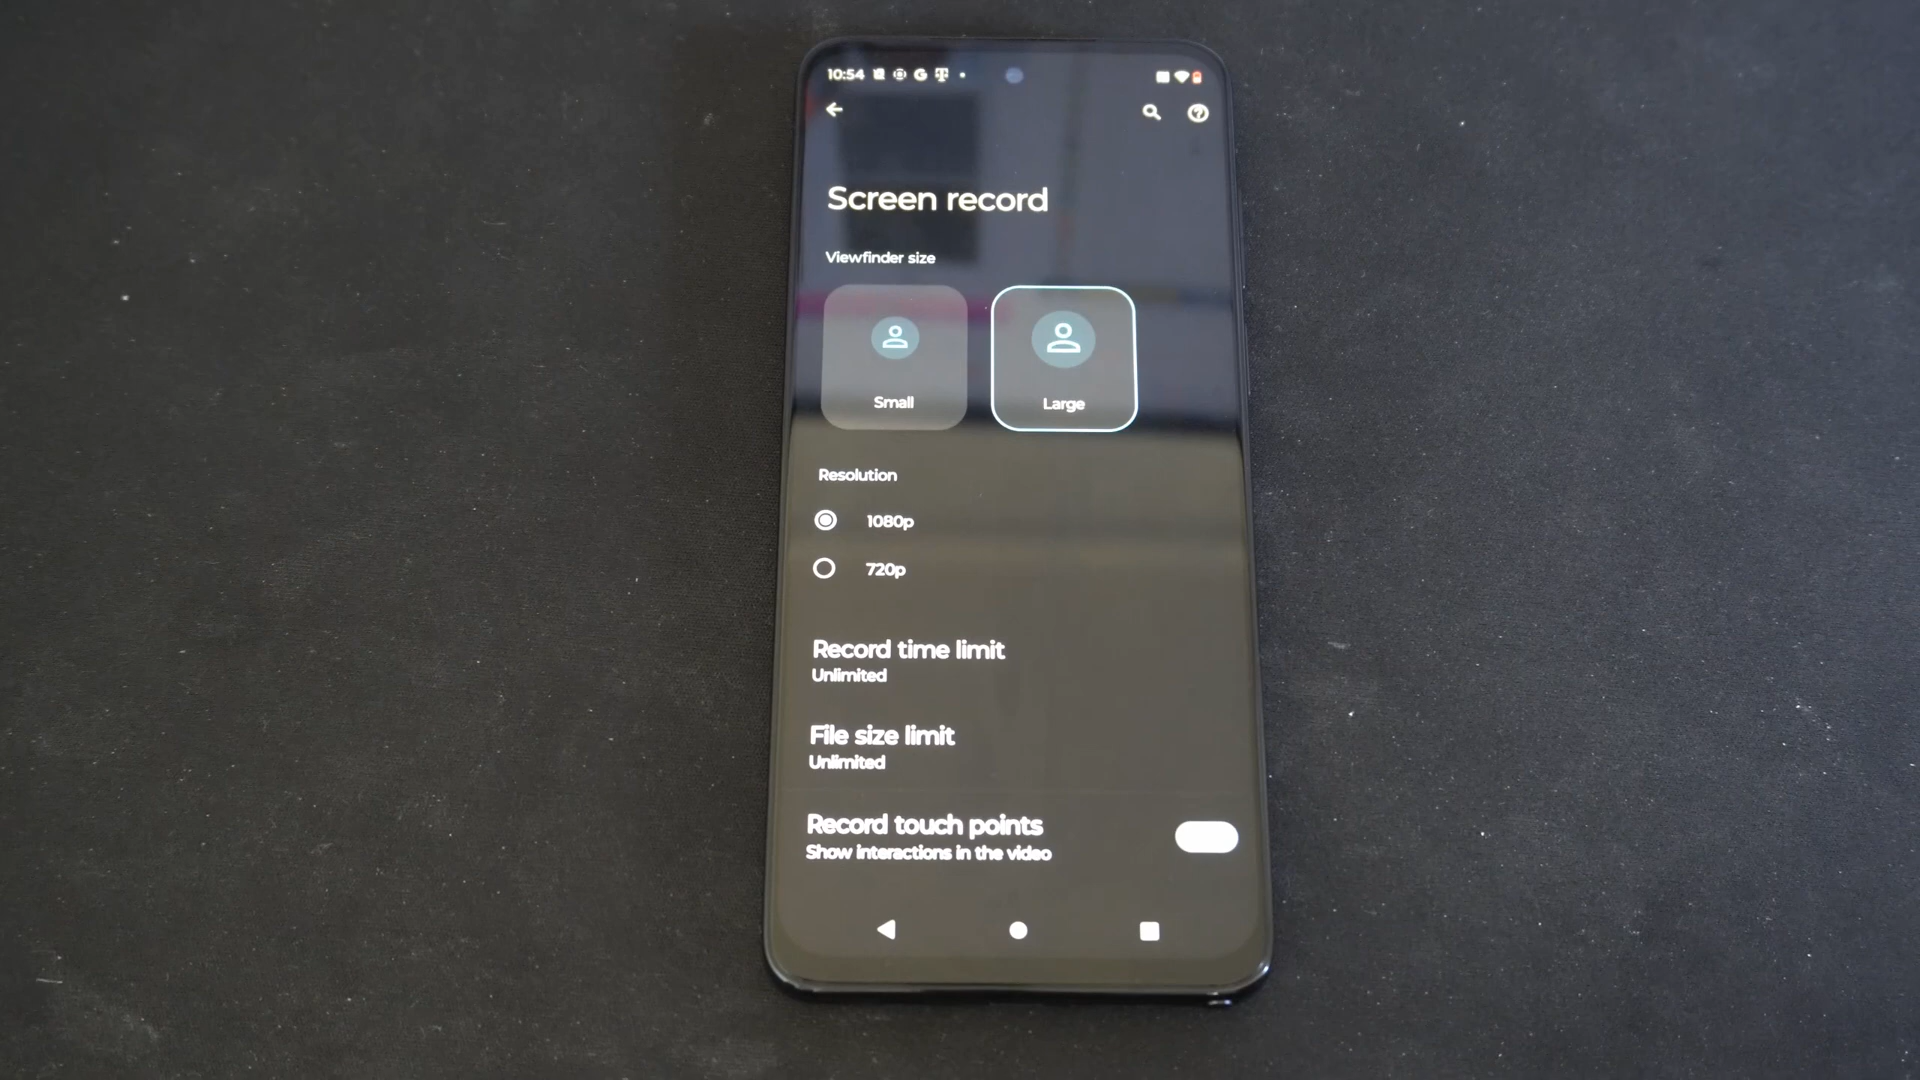 10:54
Screen record
Viewfinder size
Small
Large
Resolution
1080p
720p
Record time limit
Unlimited
File size limit
Unlimited
Record touch points
Show interactions in the video